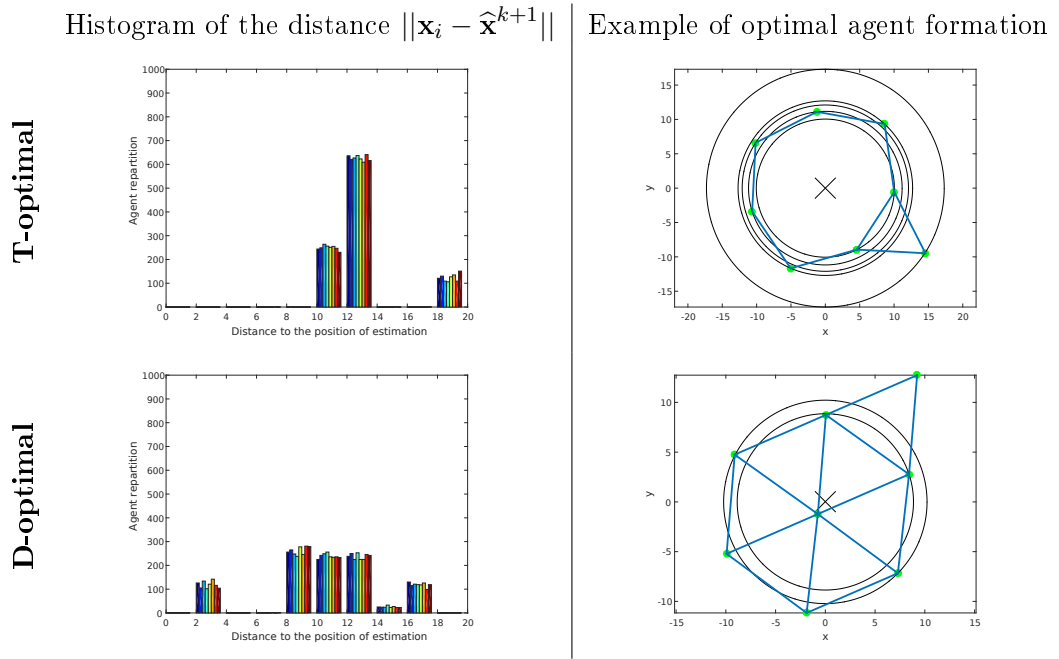 Histogram of the distance ||x_i − x̂^{k+1}||
Example of optimal agent formation
T-optimal
Agent repartition
1000
900
800
700
600
500
400
300
200
100
0
0 2 4 6 8 10 12 14 16 18 20
Distance to the position of estimation
y
15
10
5
0
-5
-10
-15
-20 -15 -10 -5 0 5 10 15 20
x
D-optimal
Agent repartition
1000
900
800
700
600
500
400
300
200
100
0
0 2 4 6 8 10 12 14 16 18 20
Distance to the position of estimation
y
10
5
0
-5
-10
-15 -10 -5 0 5 10 15
x